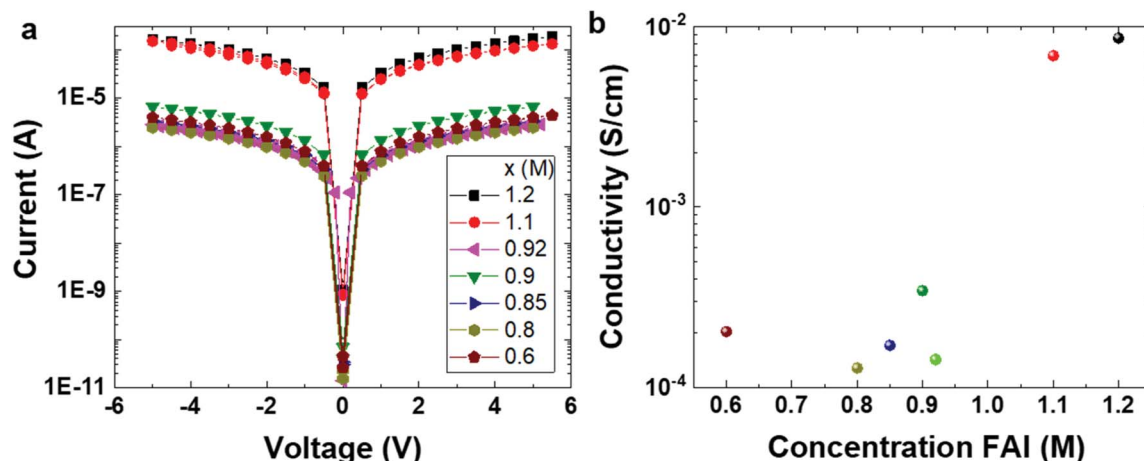 a
Current (A)
1E-5
1E-7
1E-9
1E-11
-6
-4
-2
0
2
4
6
Voltage (V)
x (M)
1.2
1.1
0.92
0.9
0.85
0.8
0.6
b
Conductivity (S/cm)
10-2
10-3
10-4
0.6
0.7
0.8
0.9
1.0
1.1
1.2
Concentration FAI (M)